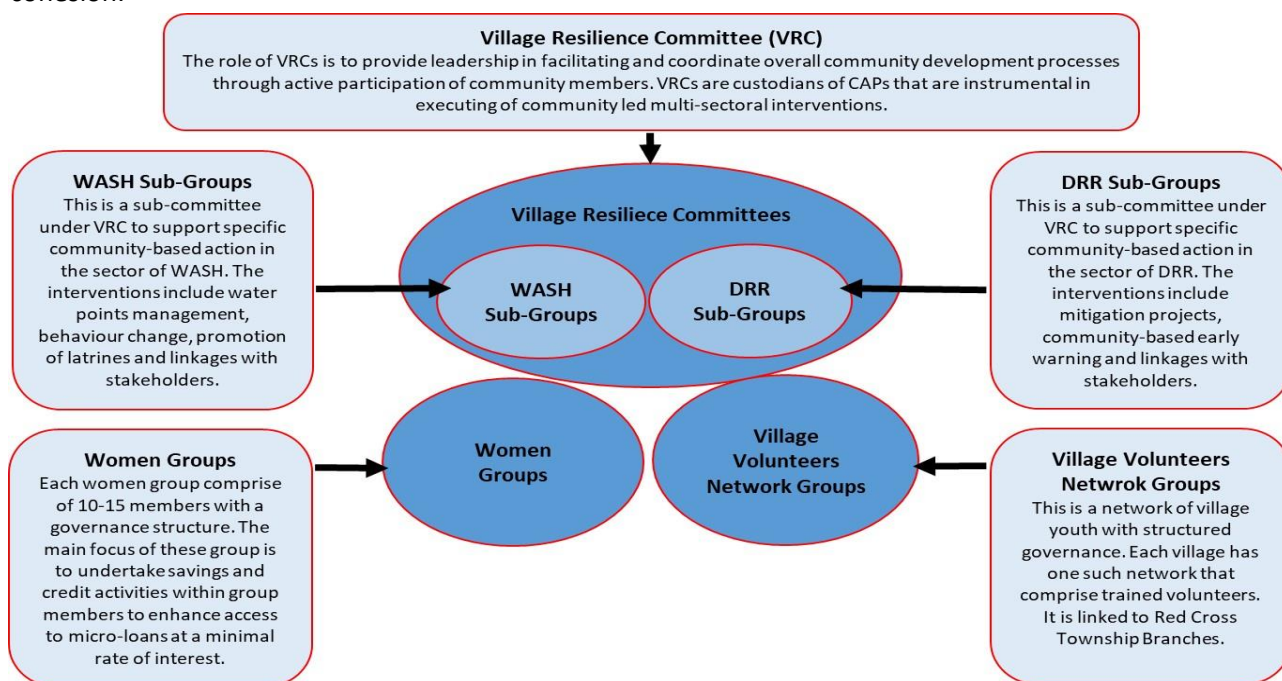 cohesion.
Village Resilience Committee (VRC)
The role of VRCs is to provide leadership in facilitating and coordinate overall community development processes
through active participation of community members. VRCs are custodians of CAPs that are instrumental in
executing of community led multi-sectoral interventions.
WASH Sub-Groups
This is a sub-committee
under VRC to support specific
community-based action in
the sector of WASH. The
interventions include water
points management,
behaviour change, promotion
of latrines and linkages with
stakeholders.
Village Resiliece Committees
WASH
Sub-Groups
DRR
Sub-Groups
DRR Sub-Groups
This is a sub-committee under
VRC to support specific
community-based action in
the sector of DRR. The
interventions include
mitigation projects,
community-based early
warning and linkages with
stakeholders.
Women Groups
Each women group comprise
of 10-15 members with a
governance structure. The
main focus of these group is
to undertake savings and
credit activities within group
members to enhance access
to micro-loans at a minimal
rate of interest.
Women
Groups
Village
Volunteers
Network Groups
Village Volunteers
Netwrok Groups
This is a network of village
youth with structured
governance. Each village has
one such network that
comprise trained volunteers.
It is linked to Red Cross
Township Branches.